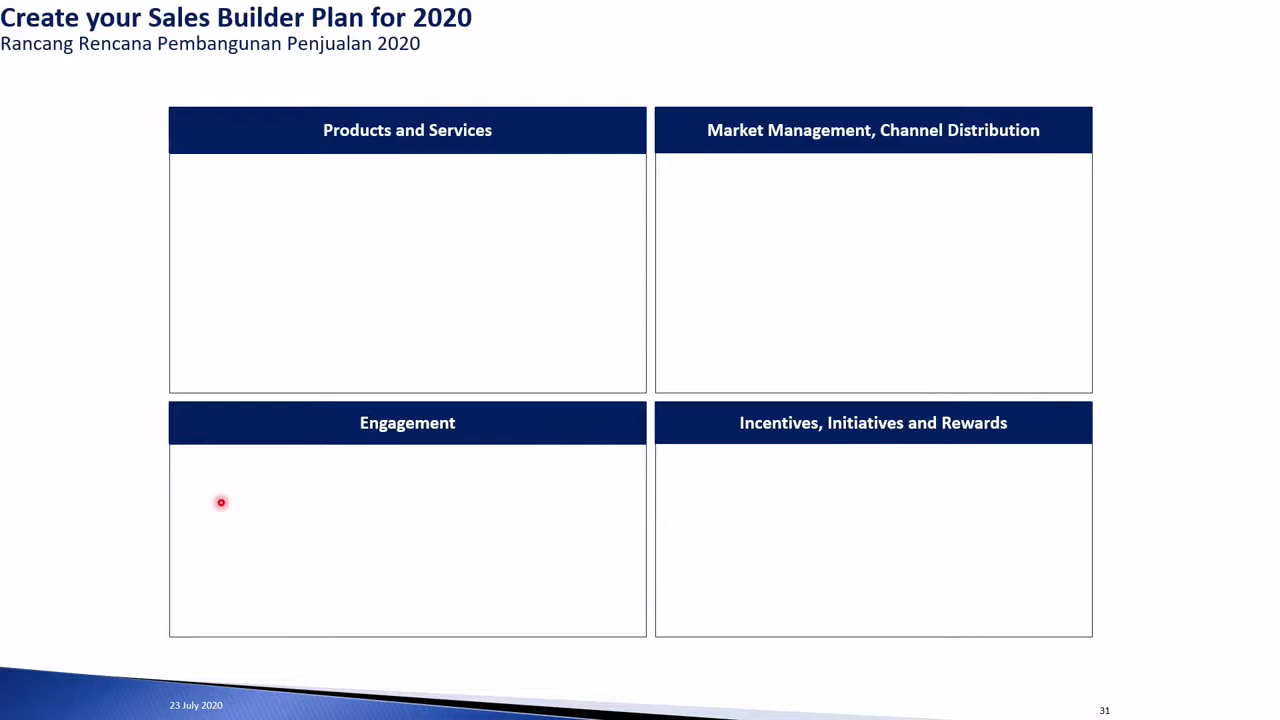 Create your Sales Builder Plan for 2020
Rancang Rencana Pembangunan Penjualan 2020
Products and Services
Market Management, Channel Distribution
Engagement
Incentives, Initiatives and Rewards
23 July 2020
31